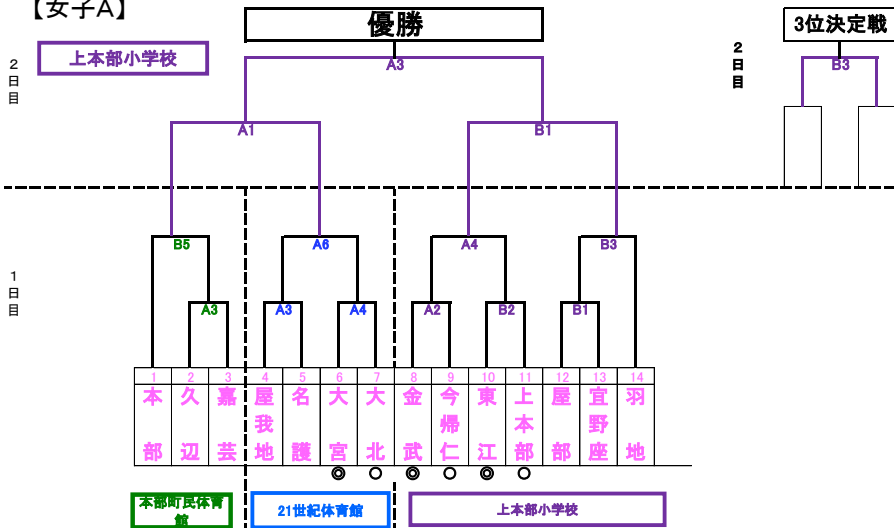 【女子A】
優勝
3位決定戦
上本部小学校
2日目
2日目
A3
B3
A1
B1
B5
A6
A4
B3
1日目
A3
A3
A4
A2
B2
B1
1 2 3 4 5 6 7 8 9 10 11 12 13 14
本部
久辺
嘉芸
屋我地
名護
大宮
大北
金武
今帰仁
東江
上本部
屋部
宜野座
羽地
◎ ○ ◎ ○ ◎ ○
本部町民体育館
21世紀体育館
上本部小学校